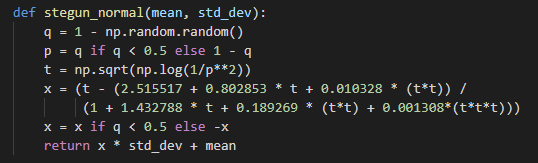 def stegun_normal(mean, std_dev):
    q = 1 - np.random.random()
    p = q if q < 0.5 else 1 - q
    t = np.sqrt(np.log(1/p**2))
    x = (t - (2.515517 + 0.802853 * t + 0.010328 * (t*t)) /
         (1 + 1.432788 * t + 0.189269 * (t*t) + 0.001308*(t*t*t)))
    x = x if q < 0.5 else -x
    return x * std_dev + mean